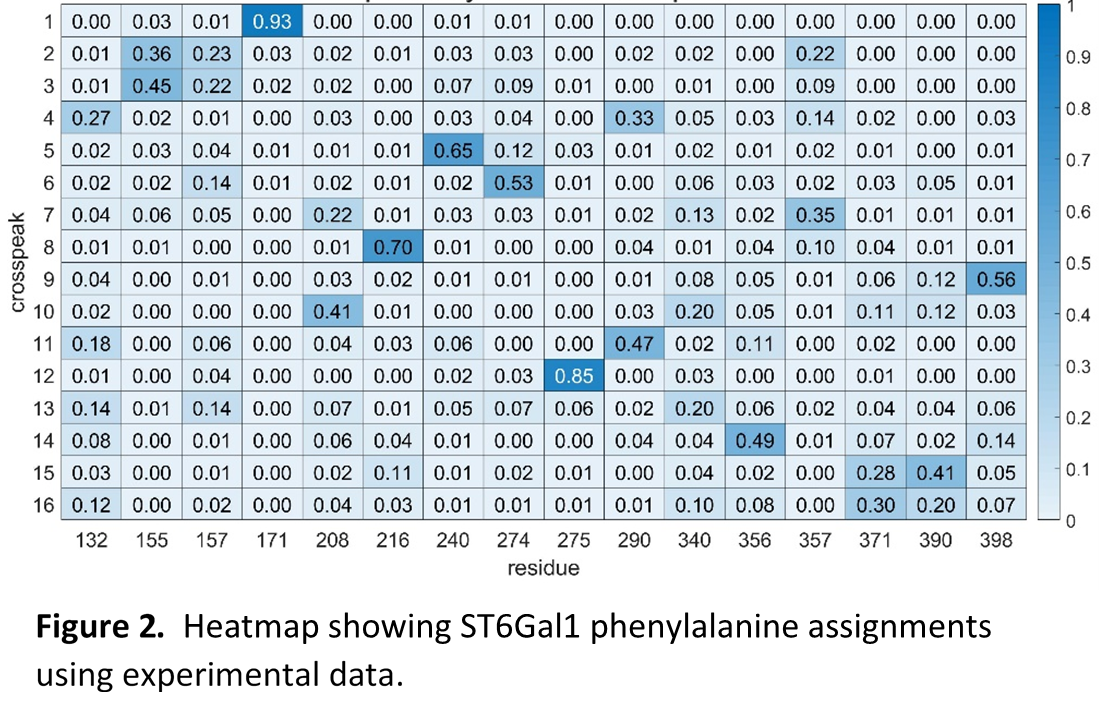 1 0.00 0.03 0.01 0.93 0.00 0.00 0.01 0.01 0.00 0.00 0.00 0.00 0.00 0.00 0.00 0.00 1
2 0.01 0.36 0.23 0.03 0.02 0.01 0.03 0.03 0.00 0.02 0.02 0.00 0.22 0.00 0.00 0.00 0.9
3 0.01 0.45 0.22 0.02 0.02 0.00 0.07 0.09 0.01 0.00 0.01 0.00 0.09 0.01 0.00 0.00
4 0.27 0.02 0.01 0.00 0.03 0.00 0.03 0.04 0.00 0.33 0.05 0.03 0.14 0.02 0.00 0.03 0.8
5 0.02 0.03 0.04 0.01 0.01 0.01 0.65 0.12 0.03 0.01 0.02 0.01 0.02 0.01 0.00 0.01 0.7
6 0.02 0.02 0.14 0.01 0.02 0.01 0.02 0.53 0.01 0.00 0.06 0.03 0.02 0.03 0.05 0.01
7 0.04 0.06 0.05 0.00 0.22 0.01 0.03 0.03 0.01 0.02 0.13 0.02 0.35 0.01 0.01 0.01 0.6
8 0.01 0.01 0.00 0.00 0.01 0.70 0.01 0.00 0.00 0.04 0.01 0.04 0.10 0.04 0.01 0.01
crosspeak
9 0.04 0.00 0.01 0.00 0.03 0.02 0.01 0.01 0.00 0.01 0.08 0.05 0.01 0.06 0.12 0.56 0.5
10 0.02 0.00 0.00 0.00 0.41 0.01 0.00 0.00 0.00 0.03 0.20 0.05 0.01 0.11 0.12 0.03 0.4
11 0.18 0.00 0.06 0.00 0.04 0.03 0.06 0.00 0.00 0.47 0.02 0.11 0.00 0.02 0.00 0.00
12 0.01 0.00 0.04 0.00 0.00 0.00 0.02 0.03 0.85 0.00 0.03 0.00 0.00 0.01 0.00 0.00 0.3
13 0.14 0.01 0.14 0.00 0.07 0.01 0.05 0.07 0.06 0.02 0.20 0.06 0.02 0.04 0.04 0.06 0.2
14 0.08 0.00 0.01 0.00 0.06 0.04 0.01 0.00 0.00 0.04 0.04 0.49 0.01 0.07 0.02 0.14
15 0.03 0.00 0.01 0.00 0.02 0.11 0.01 0.02 0.01 0.00 0.04 0.02 0.00 0.28 0.41 0.05 0.1
16 0.12 0.00 0.02 0.00 0.04 0.03 0.01 0.01 0.01 0.01 0.10 0.08 0.00 0.30 0.20 0.07 0
132 155 157 171 208 216 240 274 275 290 340 356 357 371 390 398
residue
Figure 2. Heatmap showing ST6Gal1 phenylalanine assignments
using experimental data.